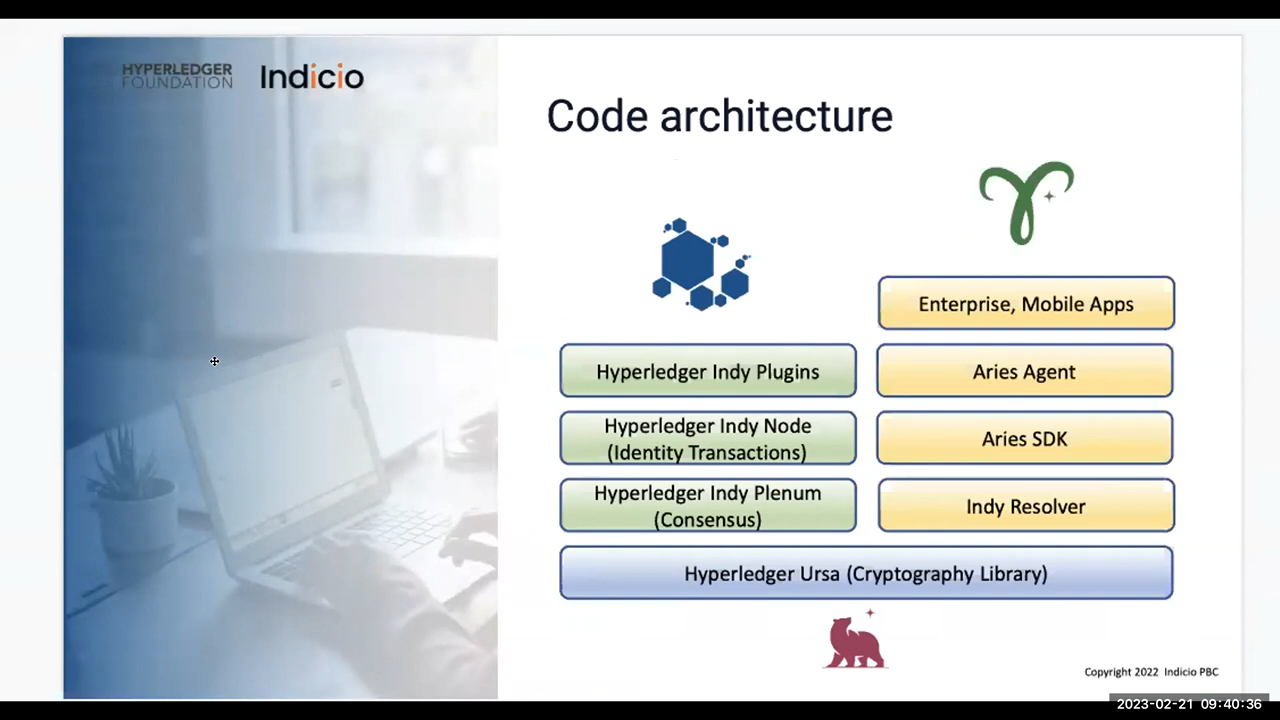 HYPERLEDGER
FOUNDATION
Indicio
Code architecture
Enterprise, Mobile Apps
Hyperledger Indy Plugins
Aries Agent
Hyperledger Indy Node
(Identity Transactions)
Aries SDK
Hyperledger Indy Plenum
(Consensus)
Indy Resolver
Hyperledger Ursa (Cryptography Library)
Copyright 2022 Indicio PBC
2023-02-21 09:40:36